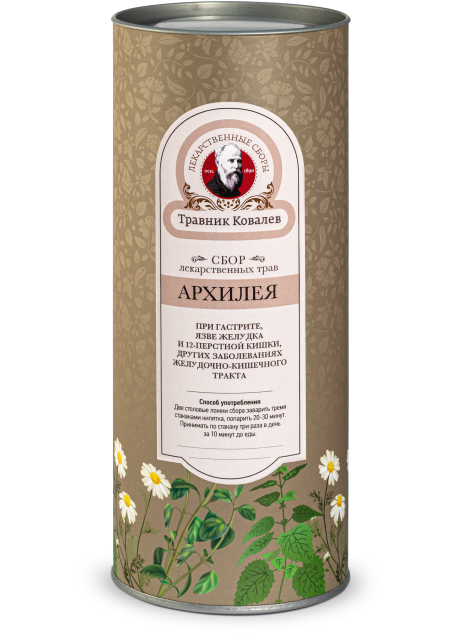 ЛЕКАРСТВЕННЫЕ СБОРЫ
осн. 1890
Травник Ковалев
СБОР
лекарственных трав
АРХИЛЕЯ
ПРИ ГАСТРИТЕ,
ЯЗВЕ ЖЕЛУДКА
И 12-ПЕРСТНОЙ КИШКИ,
ДРУГИХ ЗАБОЛЕВАНИЯХ
ЖЕЛУДОЧНО-КИШЕЧНОГО
ТРАКТА
Способ употребления
Две столовые ложки сбора заварить тремя
стаканами кипятка, попарить 20-30 минут.
Принимать по стакану три раза в день
за 10 минут до еды.